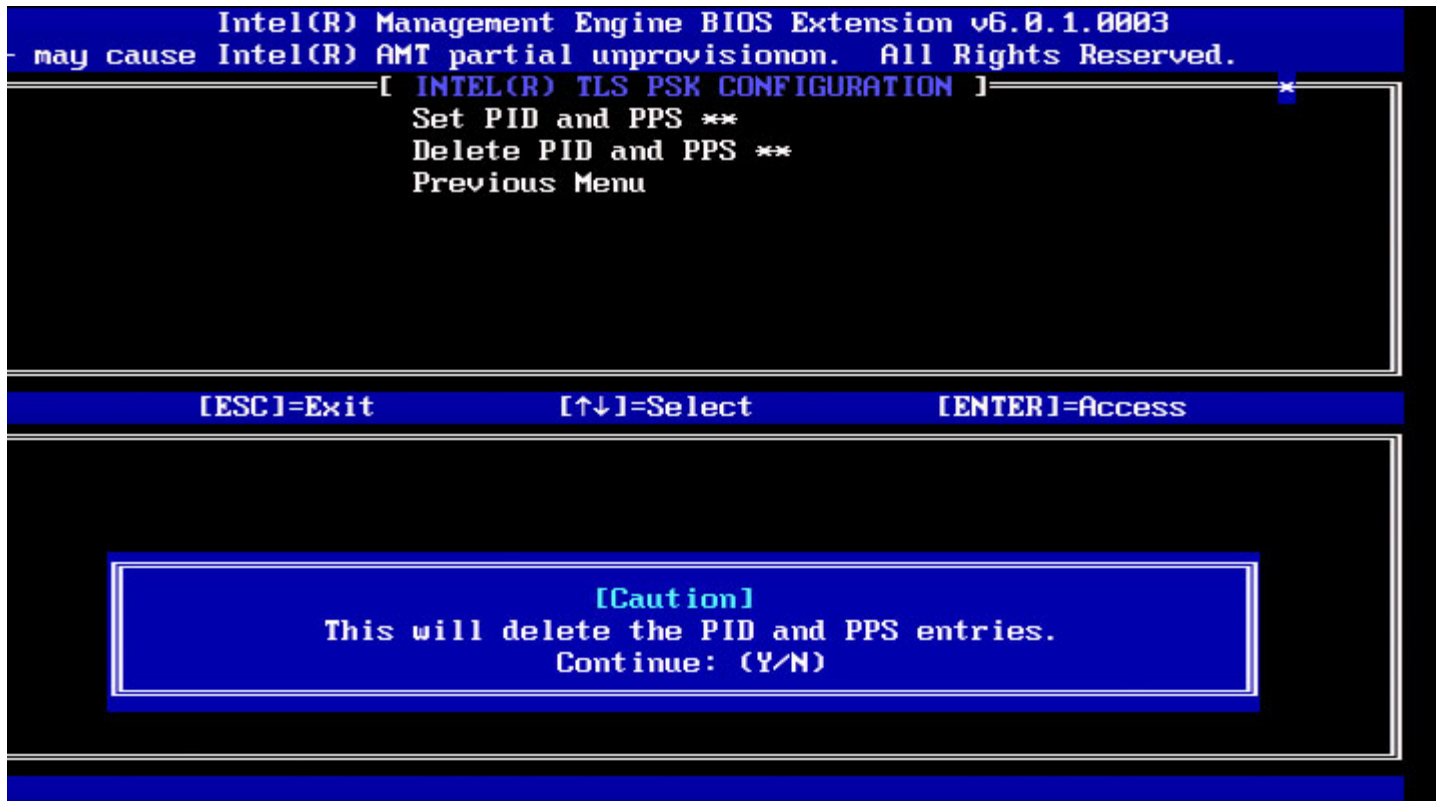 Intel(R) Management Engine BIOS Extension v6.0.1.0003
- may cause Intel(R) AMT partial unprovisionon. All Rights Reserved.
[ INTEL(R) TLS PSK CONFIGURATION ]
*
Set PID and PPS **
Delete PID and PPS **
Previous Menu
[ESC]=Exit [↑↓]=Select [ENTER]=Access
[Caution]
This will delete the PID and PPS entries.
Continue: (Y/N)